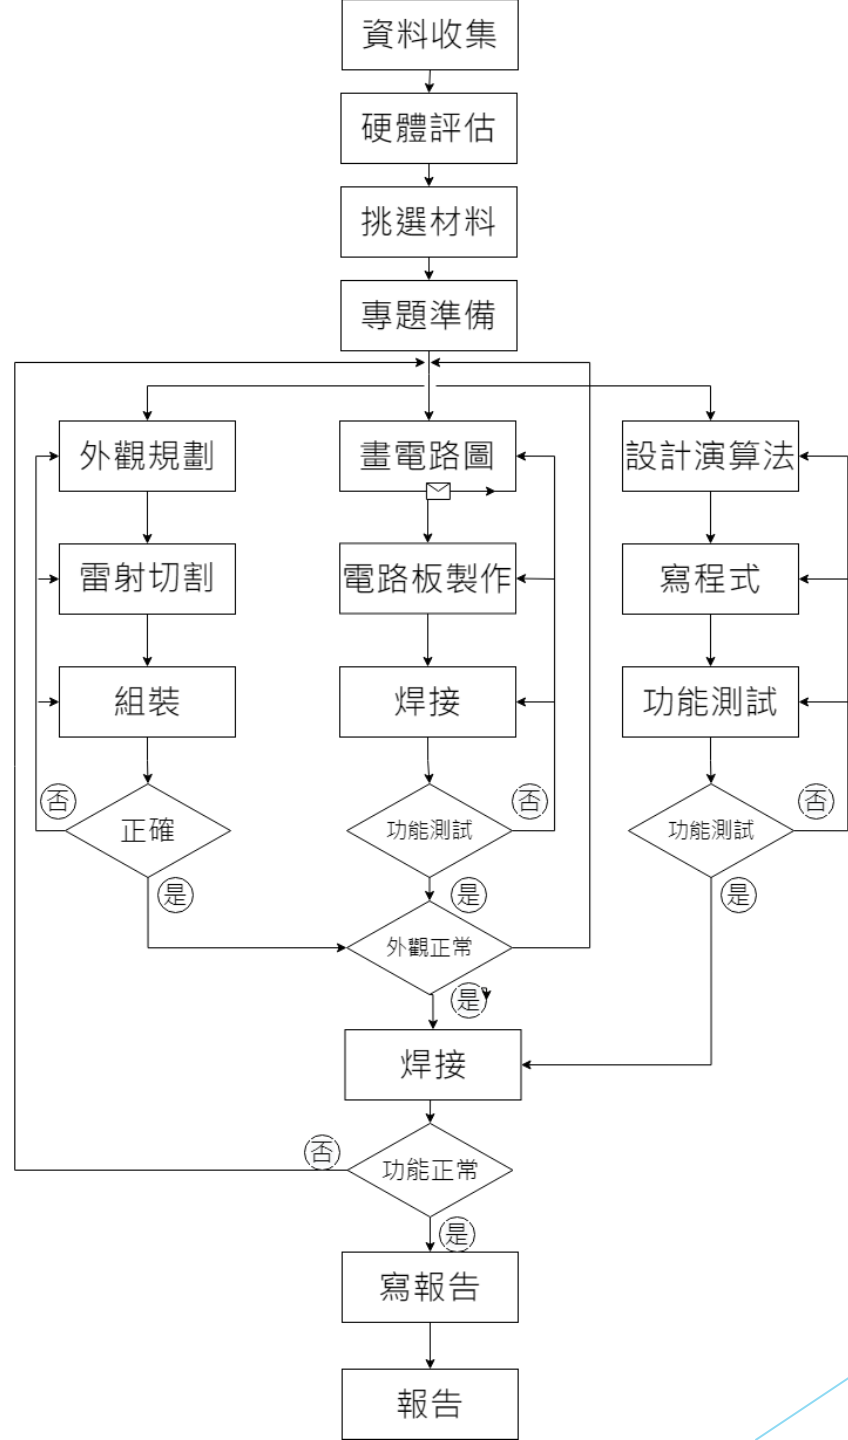 資料收集
硬體評估
挑選材料
專題準備
外觀規劃
畫電路圖
設計演算法
雷射切割
電路板製作
寫程式
組裝
焊接
功能測試
否
否
否
正確
功能測試
功能測試
是
是
是
外觀正常
是
焊接
否
功能正常
是
寫報告
報告